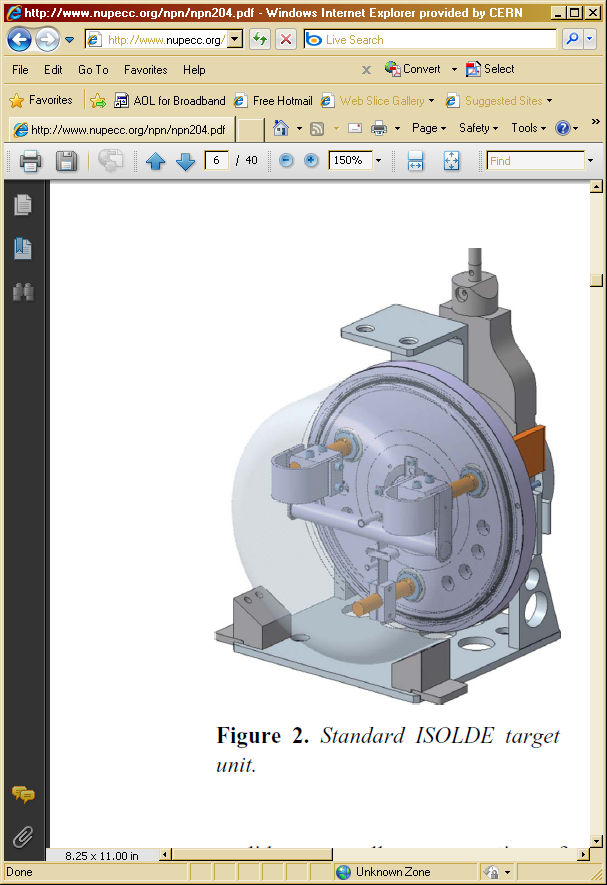 http://www.nupecc.org/npn/npn204.pdf - Windows Internet Explorer provided by CERN
http://www.nupecc.org/
Live Search
File Edit Go To Favorites Help
x Convert Select
Favorites AOL for Broadband Free Hotmail Web Slice Gallery Suggested Sites
http://www.nupecc.org/npn/npn204.pdf Page Safety Tools »
6 / 40 150% Find
Figure 2. Standard ISOLDE target
unit.
8.25 x 11.00 in
Done Unknown Zone